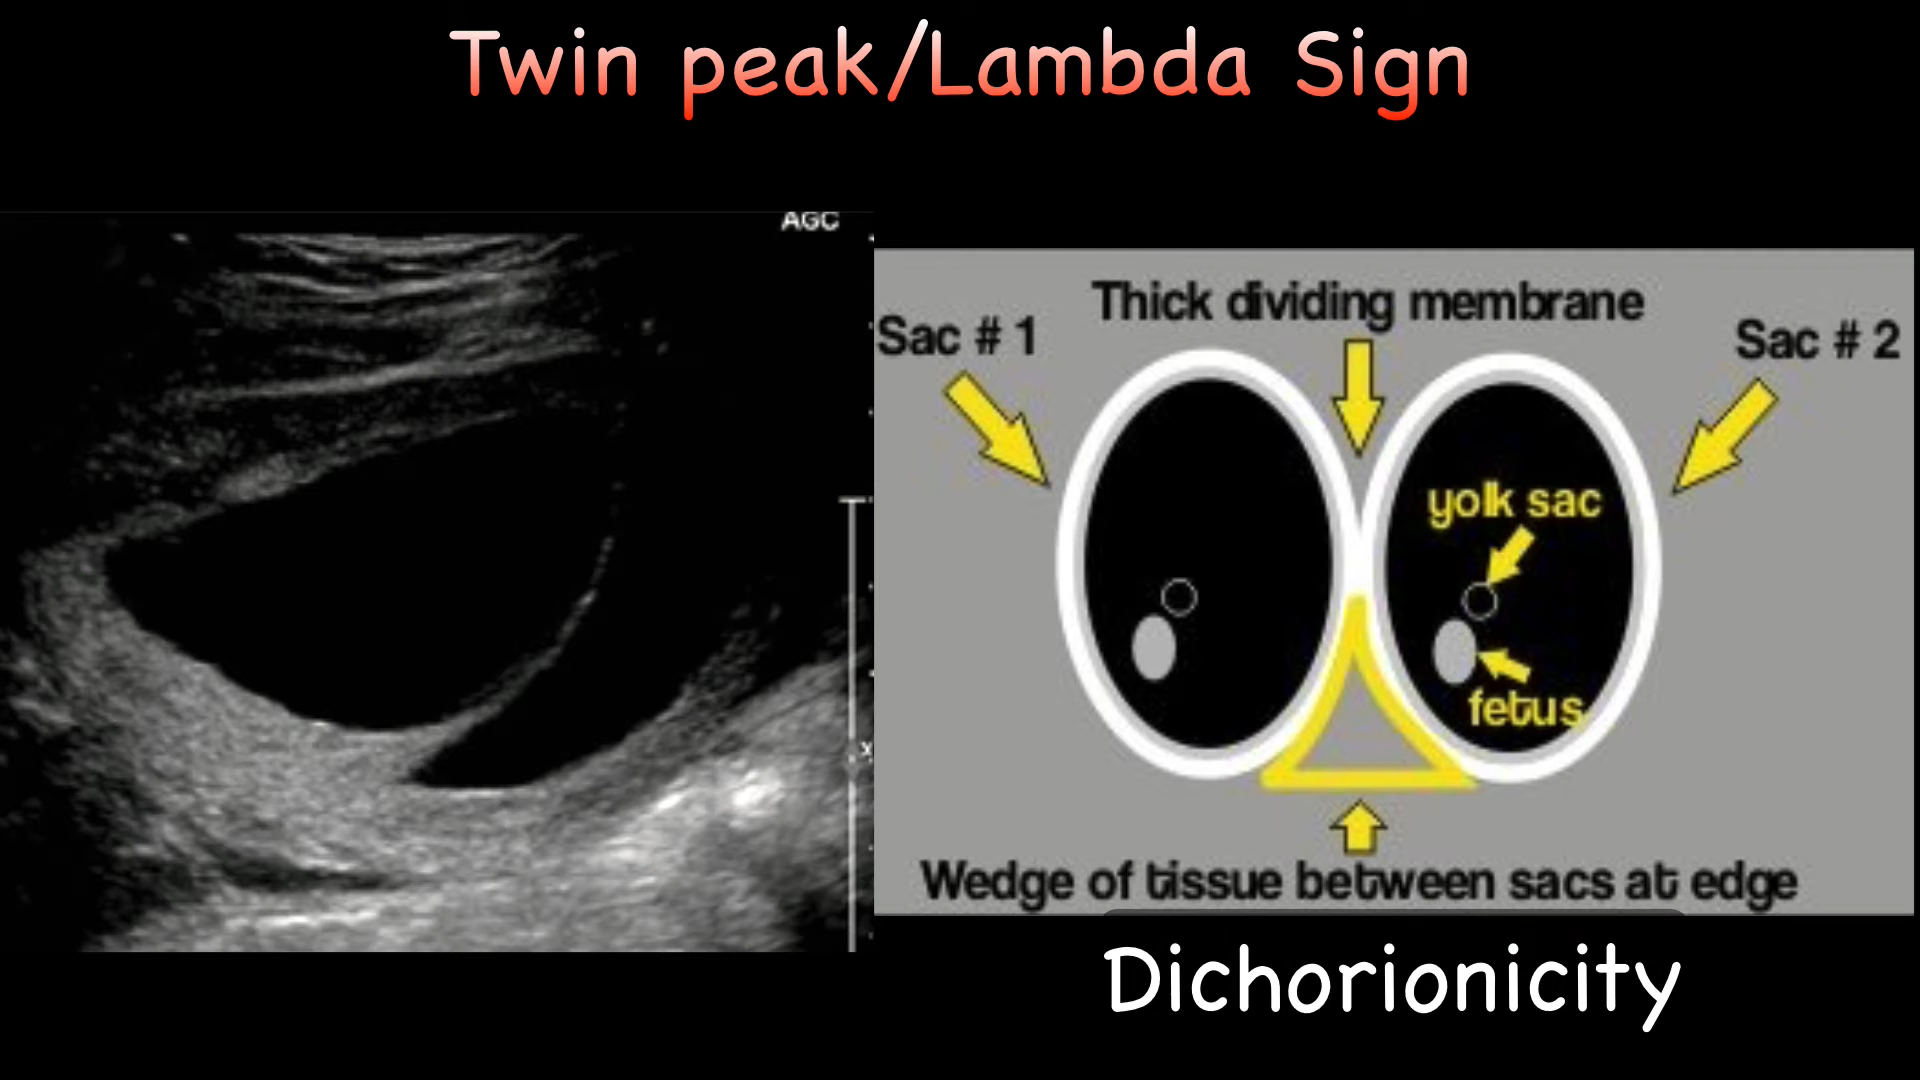 Twin peak/Lambda Sign
AGC
Thick dividing membrane
Sac # 1
Sac # 2
yolk sac
fetus
Wedge of tissue between sacs at edge
Dichorionicity